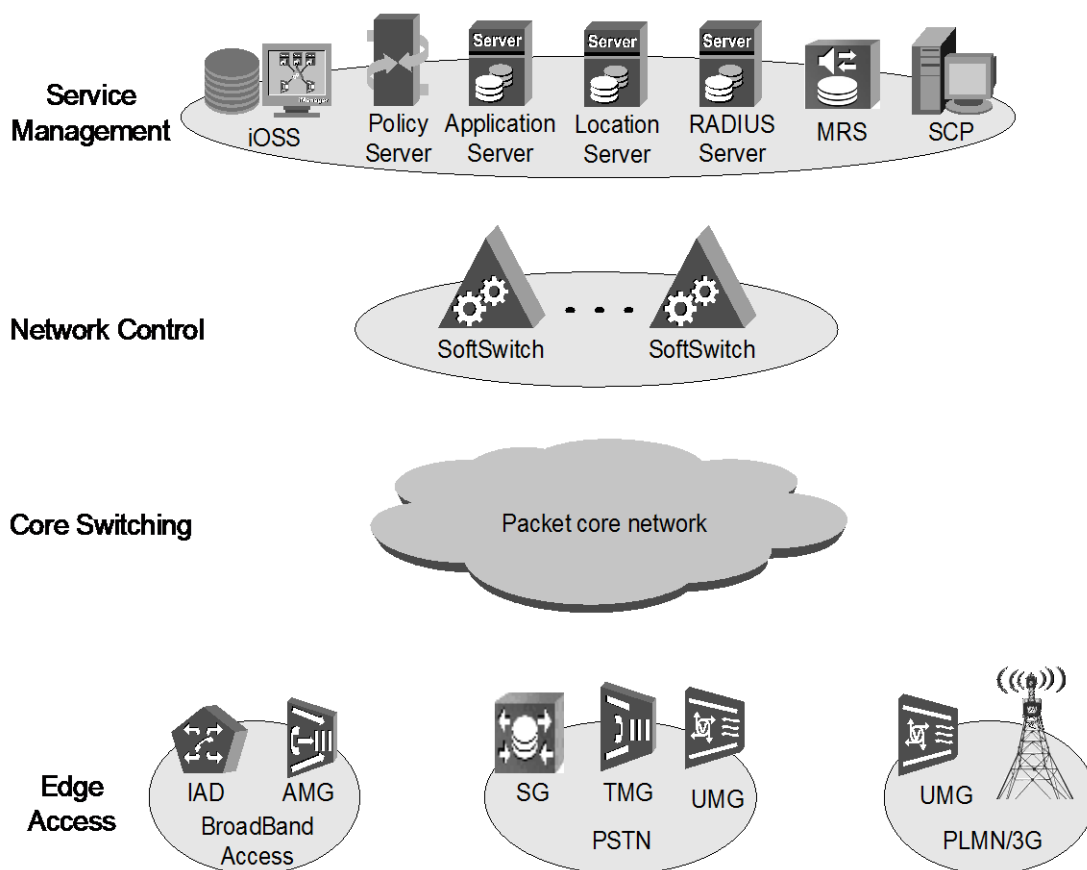 Server
Server
Server
iManager
Service
Management
iOSS
Policy
Server
Application
Server
Location
Server
RADIUS
Server
MRS
SCP
Network Control
SoftSwitch
SoftSwitch
Core Switching
Packet core network
Edge
Access
IAD
AMG
BroadBand
Access
SG
TMG
UMG
PSTN
UMG
PLMN/3G